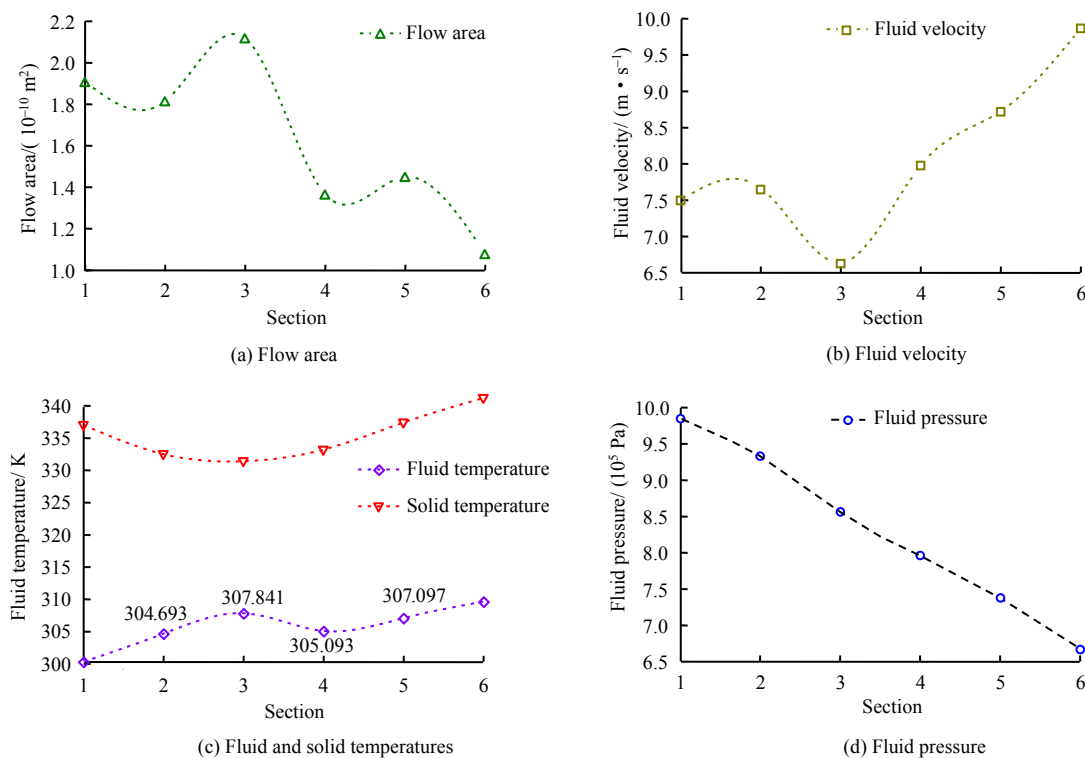 2.2
2.0
1.8
1.6
1.4
1.2
1.0
Flow area/( 10⁻¹⁰ m²)
Flow area
1 2 3 4 5 6
Section
(a) Flow area
10.0
9.5
9.0
8.5
8.0
7.5
7.0
6.5
Fluid velocity/ (m • s⁻¹)
Fluid velocity
1 2 3 4 5 6
Section
(b) Fluid velocity
340
335
330
325
320
315
310
305
300
Fluid temperature/ K
Fluid temperature
Solid temperature
304.693
307.841
305.093
307.097
1 2 3 4 5 6
Section
(c) Fluid and solid temperatures
10.0
9.5
9.0
8.5
8.0
7.5
7.0
6.5
Fluid pressure/ (10⁵ Pa)
Fluid pressure
1 2 3 4 5 6
Section
(d) Fluid pressure